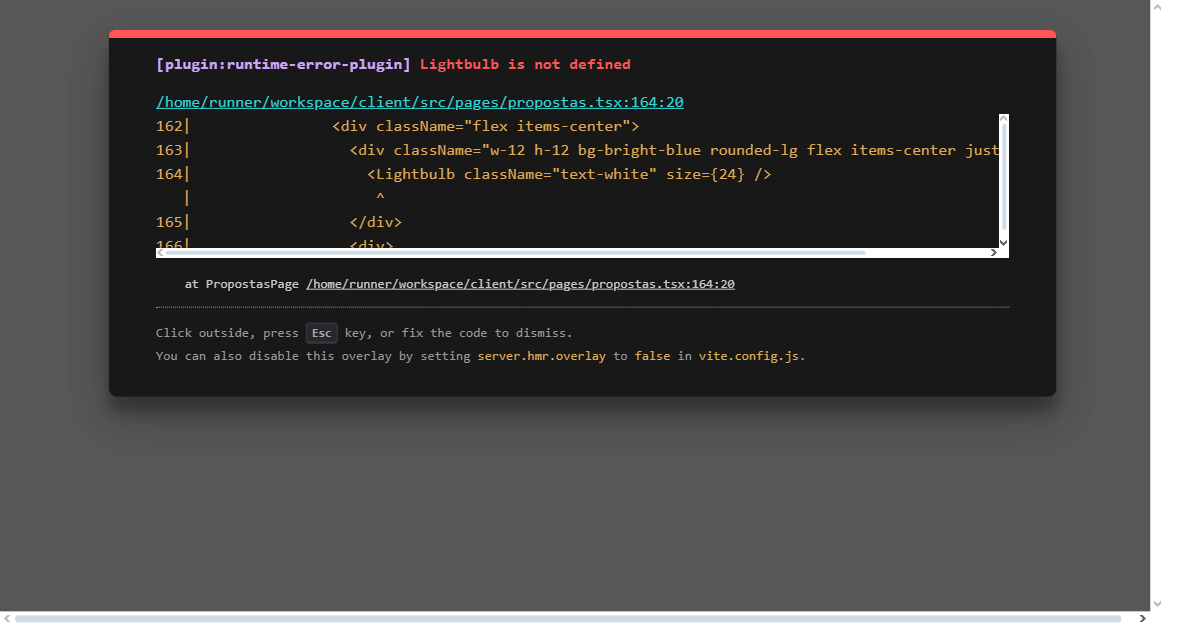 [plugin:runtime-error-plugin] Lightbulb is not defined
/home/runner/workspace/client/src/pages/propostas.tsx:164:20
162|                <div className="flex items-center">
163|                  <div className="w-12 h-12 bg-bright-blue rounded-lg flex items-center just
164|                    <Lightbulb className="text-white" size={24} />
   |                     ^
165|                  </div>
166|                  <div>
at PropostasPage /home/runner/workspace/client/src/pages/propostas.tsx:164:20
Click outside, press Esc key, or fix the code to dismiss.
You can also disable this overlay by setting server.hmr.overlay to false in vite.config.js.